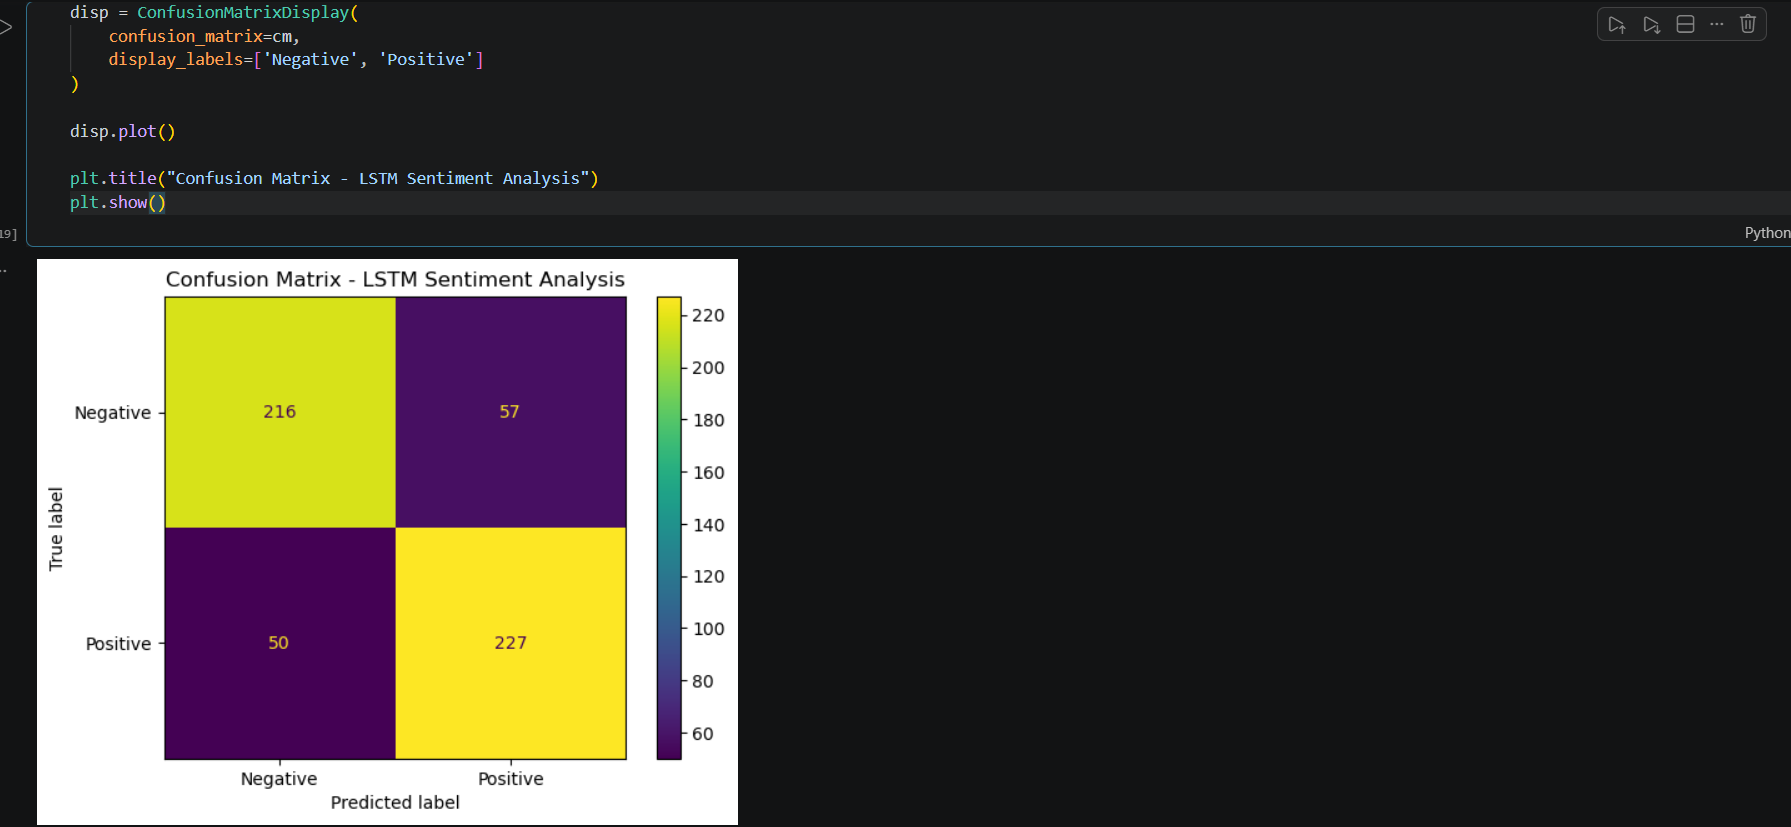 disp = ConfusionMatrixDisplay(
    confusion_matrix=cm,
    display_labels=['Negative', 'Positive']
)
disp.plot()
plt.title("Confusion Matrix - LSTM Sentiment Analysis")
plt.show()
19]
Python
Confusion Matrix - LSTM Sentiment Analysis
220
200
180
160
140
120
100
80
60
True label
Negative
216 57
Positive
50 227
Negative Positive
Predicted label